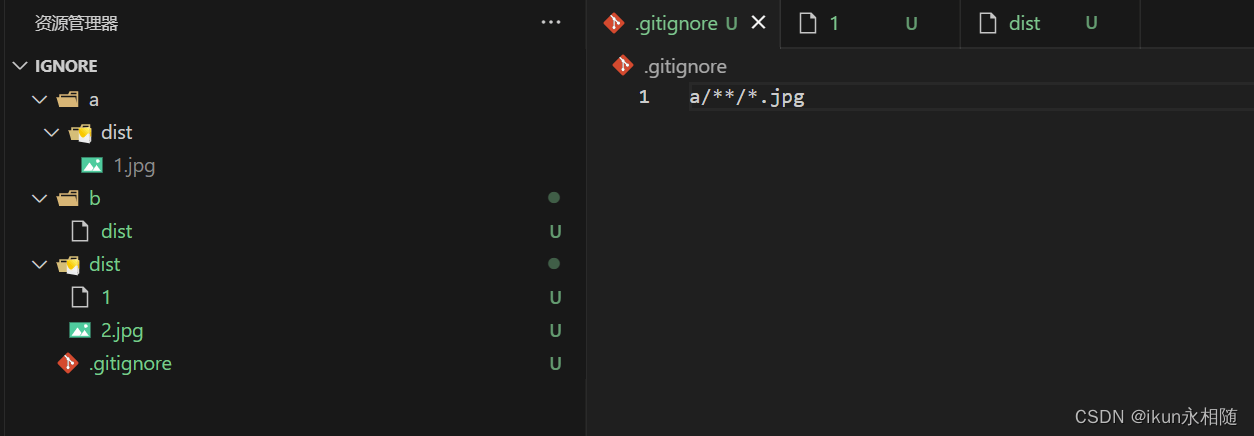 资源管理器 ···
IGNORE
a
dist
1.jpg
b
dist U
dist
1 U
2.jpg U
.gitignore U
.gitignore U 1 U dist U
.gitignore
1 a/**/*.jpg
CSDN @ikun永相随